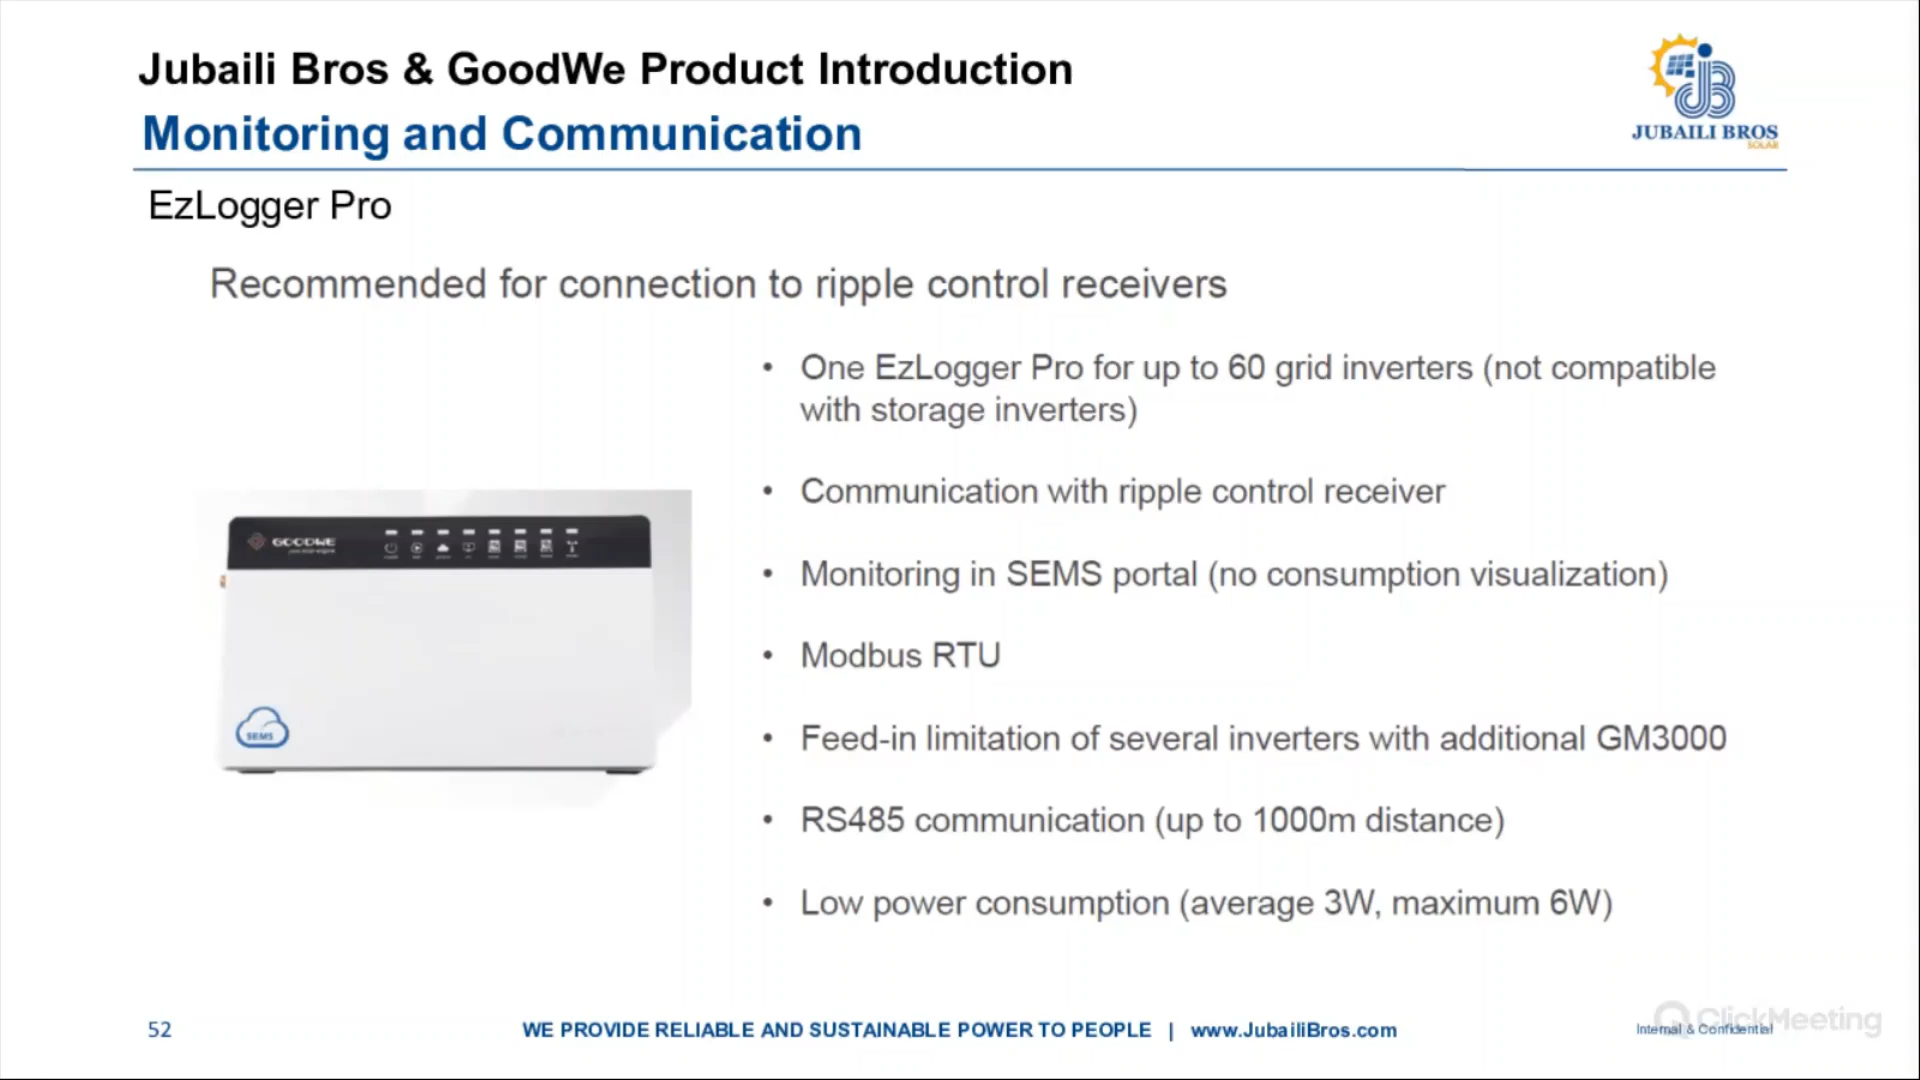 Jubaili Bros & GoodWe Product Introduction
Monitoring and Communication
JUBAILI BROS
SOLAR
EzLogger Pro
Recommended for connection to ripple control receivers
• One EzLogger Pro for up to 60 grid inverters (not compatible
with storage inverters)
• Communication with ripple control receiver
• Monitoring in SEMS portal (no consumption visualization)
• Modbus RTU
• Feed-in limitation of several inverters with additional GM3000
• RS485 communication (up to 1000m distance)
• Low power consumption (average 3W, maximum 6W)
GOODWE
SEMS
52
WE PROVIDE RELIABLE AND SUSTAINABLE POWER TO PEOPLE | www.JubailiBros.com
Internal & Confidential
ClickMeeting